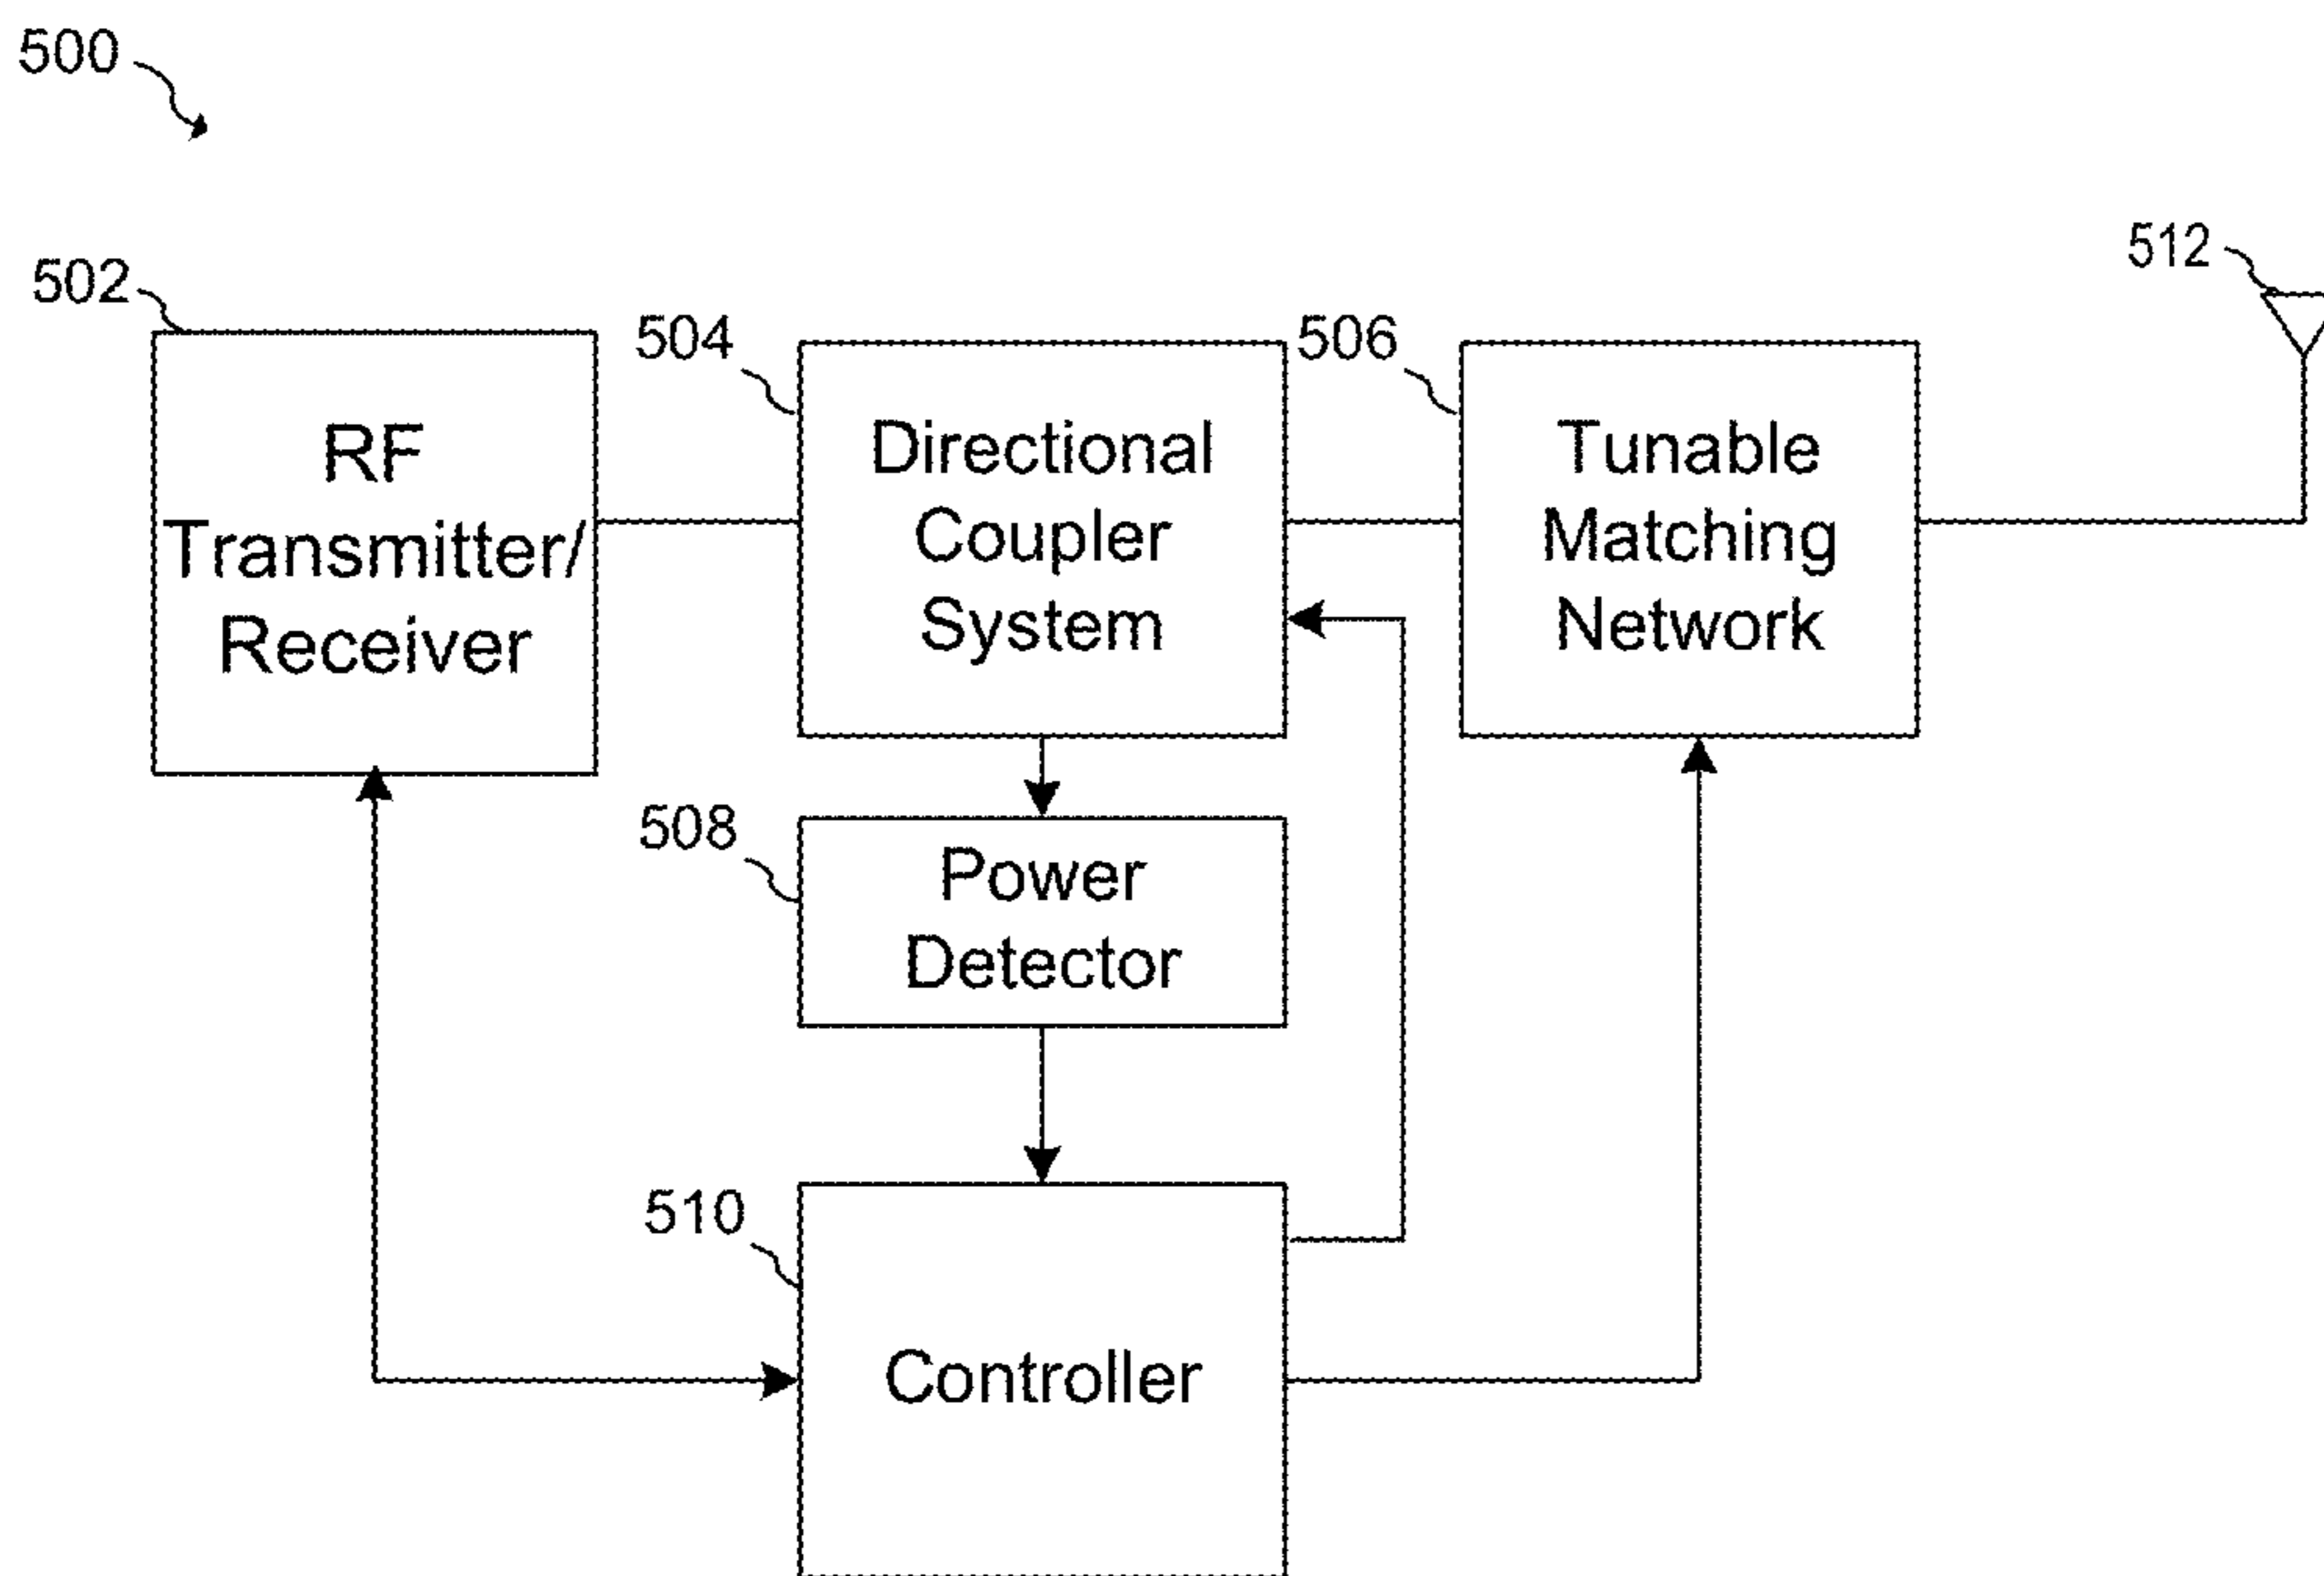 500
502
RF
Transmitter/
Receiver
504
Directional
Coupler
System
506
Tunable
Matching
Network
512
508
Power
Detector
510
Controller